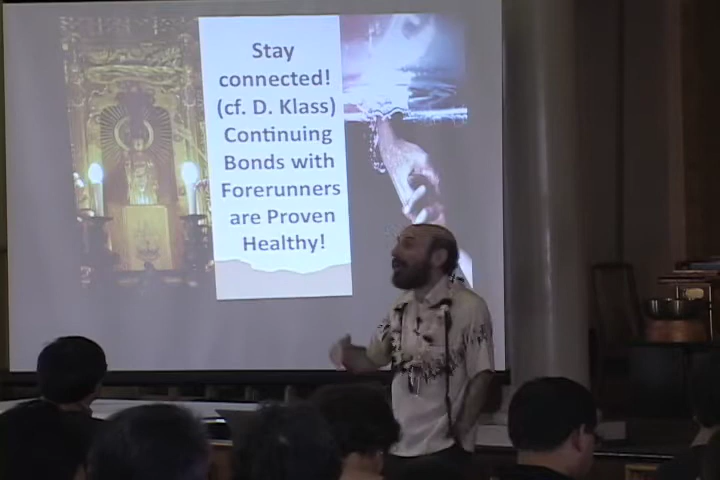 Stay
connected!
(cf. D. Klass)
Continuing
Bonds with
Forerunners
are Proven
Healthy!